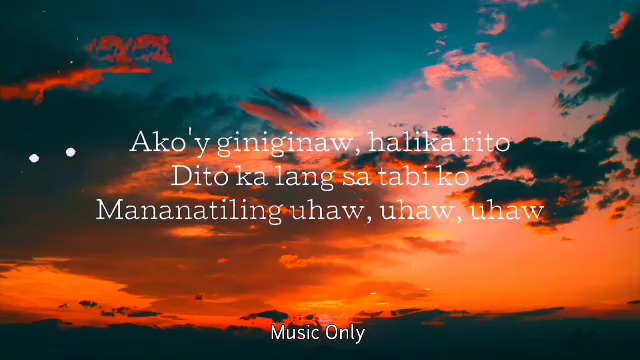 Ako'y giniginaw, halika rito
Dito ka lang sa tabi ko
Mananatiling uhaw, uhaw, uhaw
Music Only